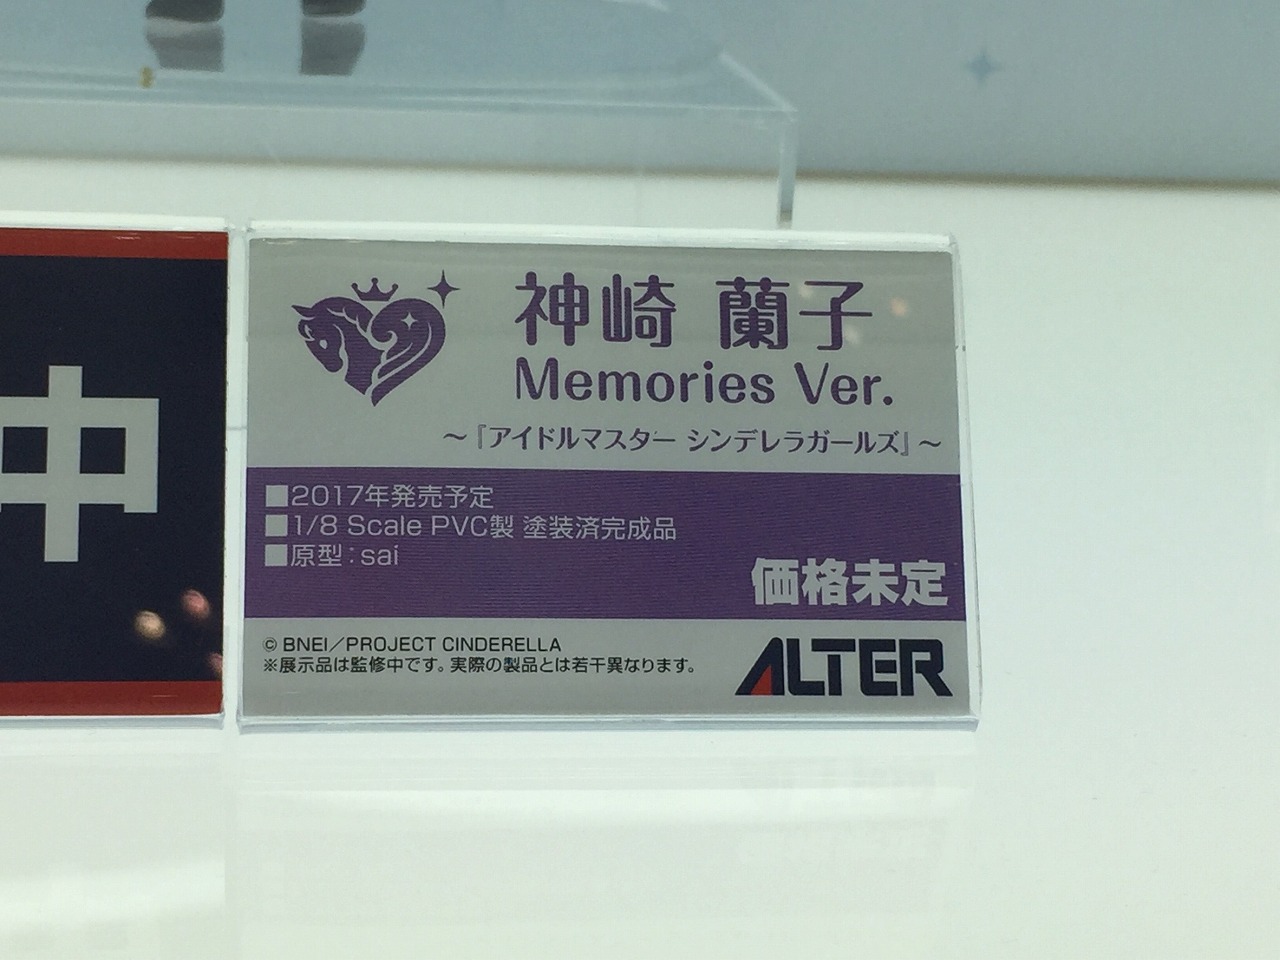 神崎 蘭子
Memories Ver.
~『アイドルマスター シンデレラガールズ』~
■2017年発売予定
■1/8 Scale PVC製 塗装済完成品
■原型:sai
価格未定
© BNEI/PROJECT CINDERELLA
※展示品は監修中です。実際の製品とは若干異なります。
ALTER
中